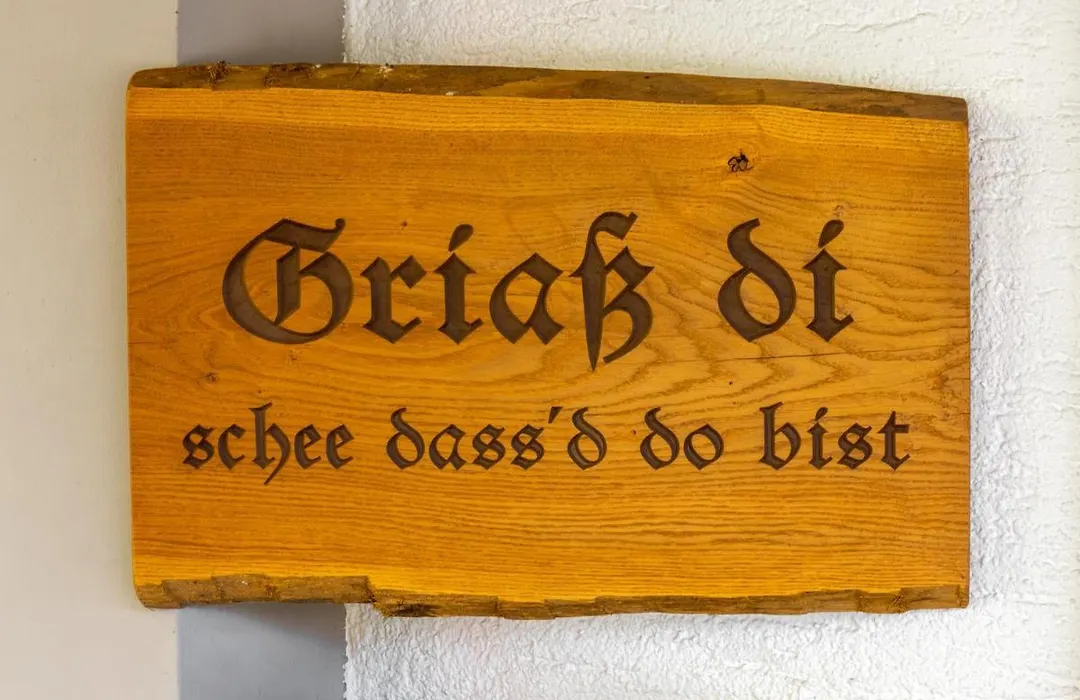 Griaß di
schee dass'd do bist